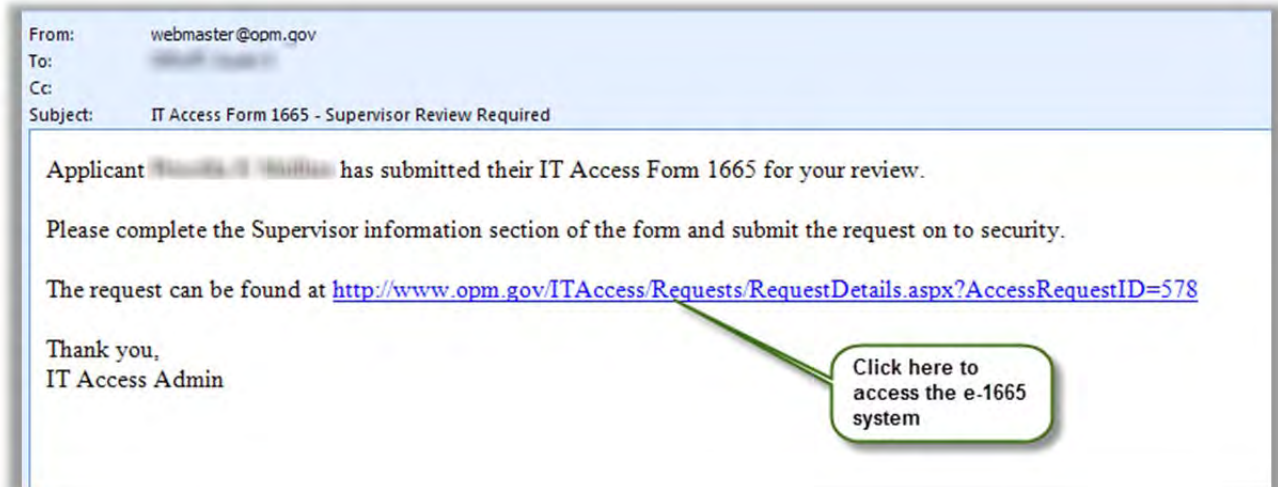 From: webmaster@opm.gov
To:
Cc:
Subject: IT Access Form 1665 - Supervisor Review Required
Applicant has submitted their IT Access Form 1665 for your review.
Please complete the Supervisor information section of the form and submit the request on to security.
The request can be found at http://www.opm.gov/ITAccess/Requests/RequestDetails.aspx?AccessRequestID=578
Thank you,
IT Access Admin
Click here to
access the e-1665
system